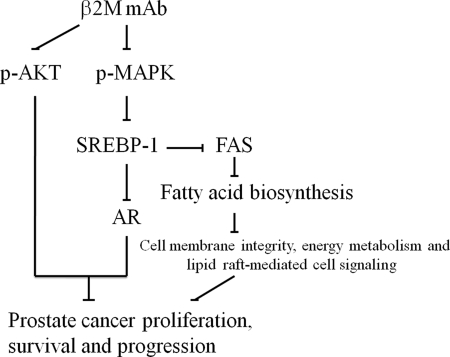 β2M mAb
p-AKT
p-MAPK
SREBP-1
FAS
Fatty acid biosynthesis
AR
Cell membrane integrity, energy metabolism and
lipid raft-mediated cell signaling
Prostate cancer proliferation,
survival and progression